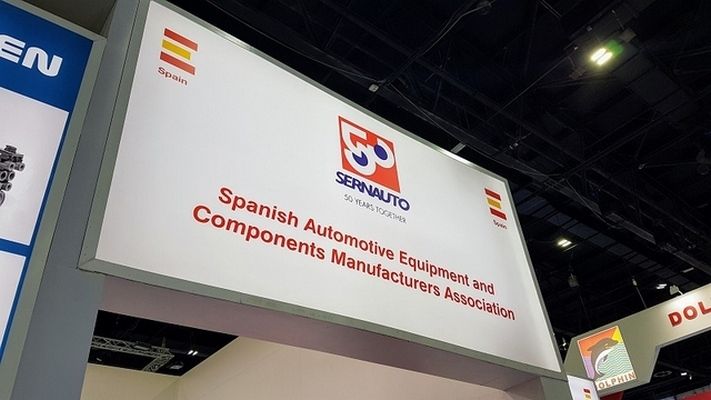 EN
Spain
50
SERNAUTO
50 YEARS TOGETHER
Spain
Spanish Automotive Equipment and
Components Manufacturers Association
DOL
DOLPHIN